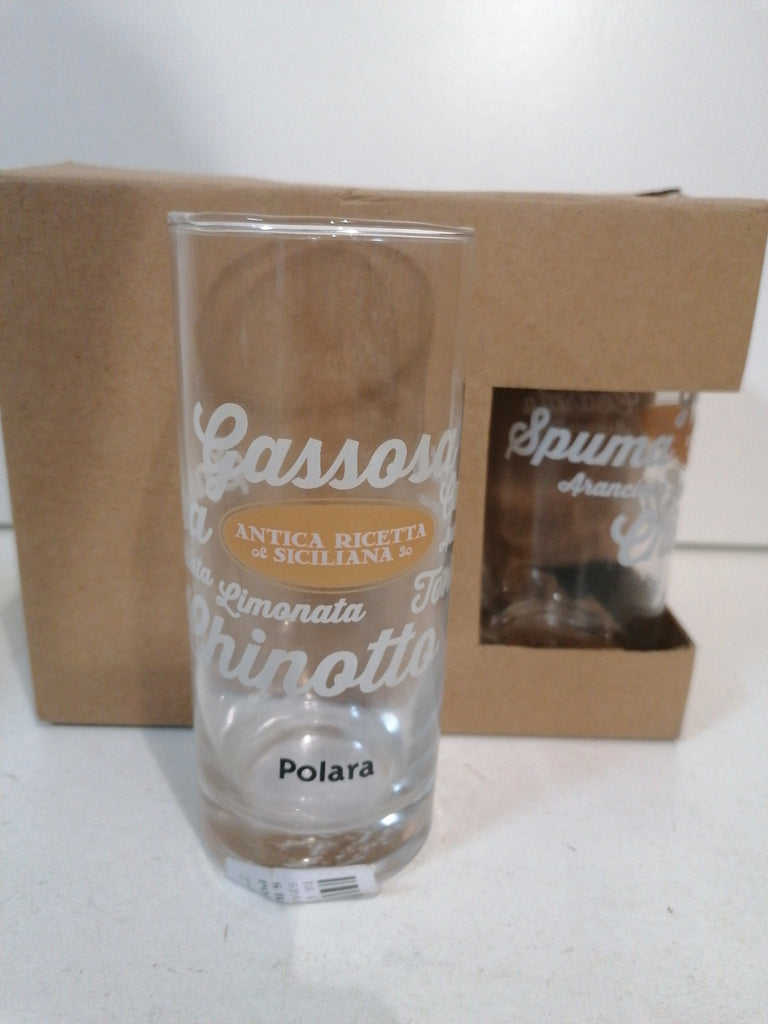 Gassosa
ANTICA RICETTA
SICILIANA
Limonata
Chinotto
Polara
Spuma